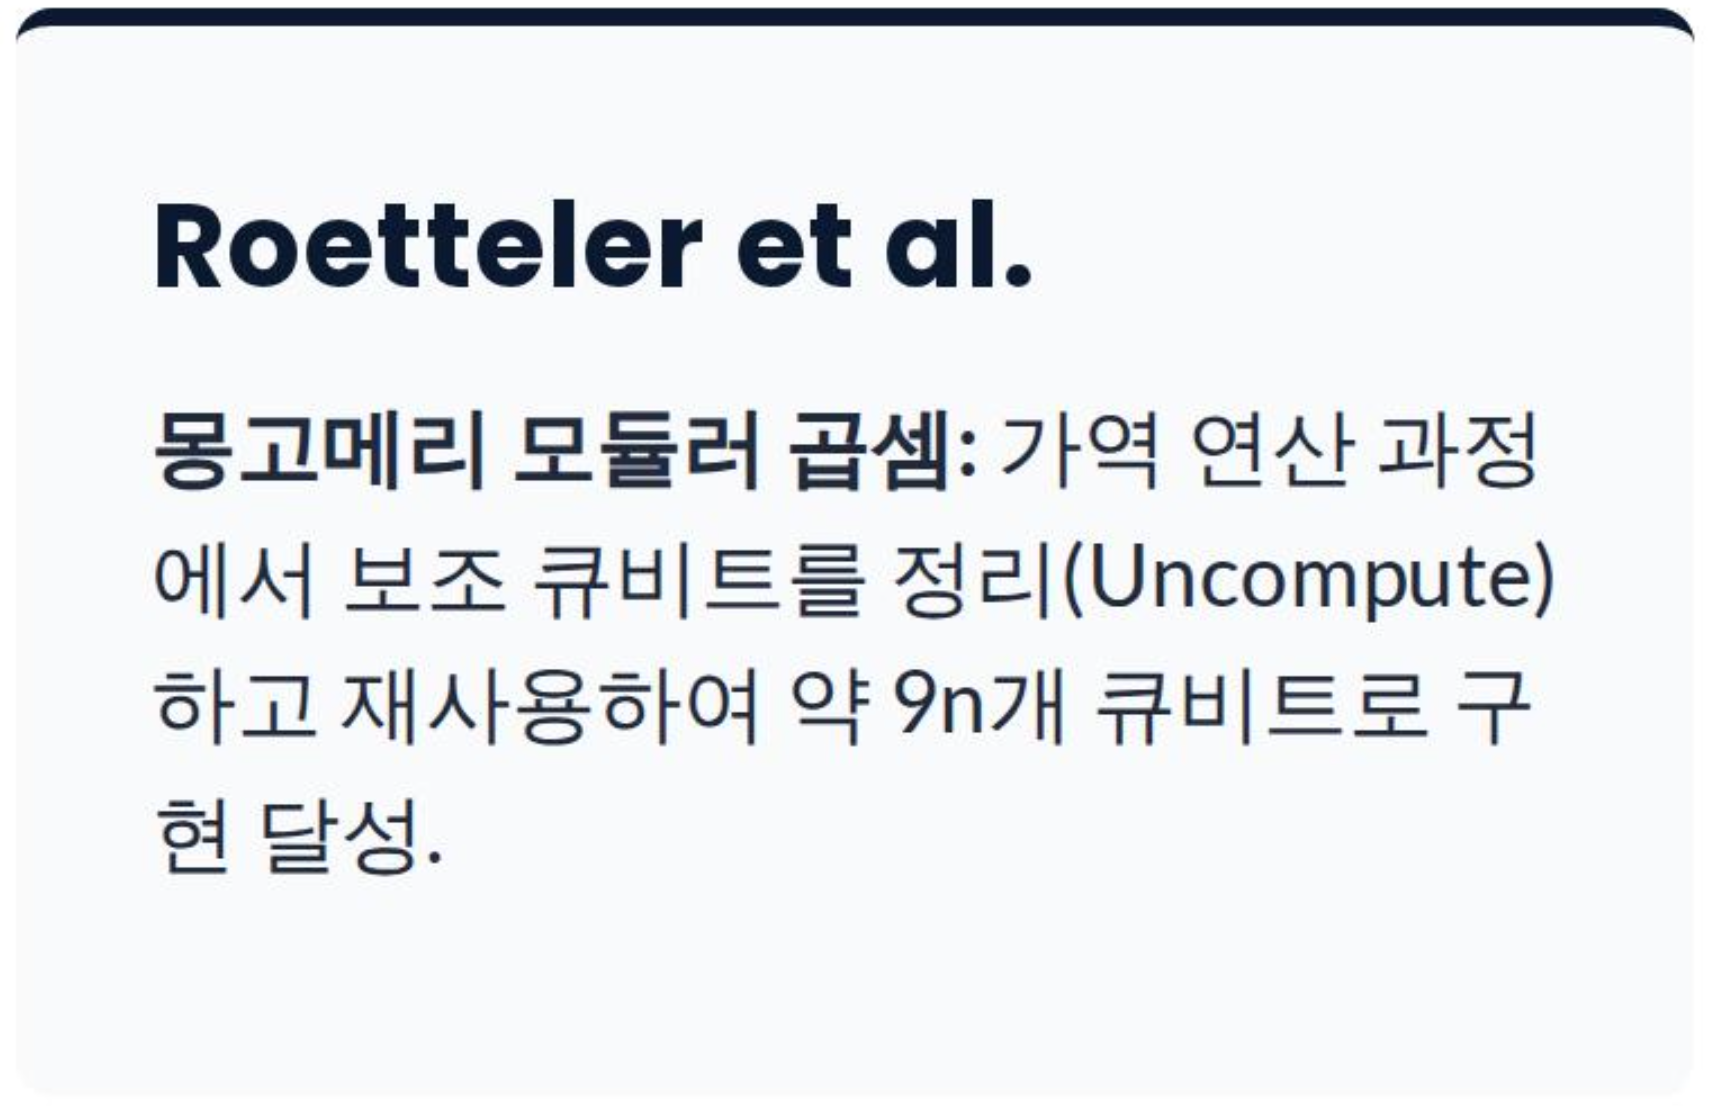 Roetteler et al.
몽고메리 모듈러 곱셈: 가역 연산 과정
에서 보조 큐비트를 정리(Uncompute)
하고 재사용하여 약 9n개 큐비트로 구
현 달성.